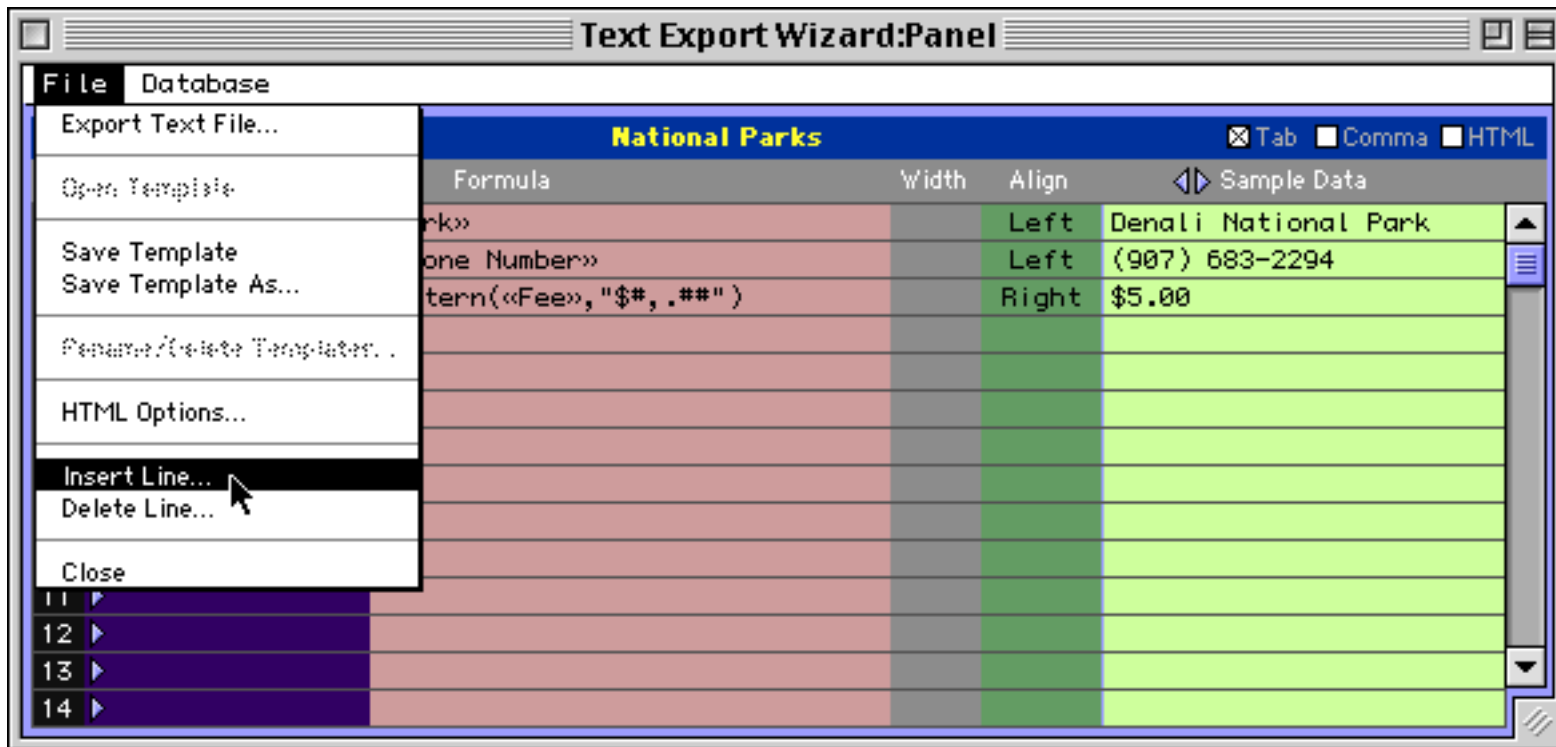 Text Export Wizard:Panel
File Database
Export Text File...
Open Template
Save Template
Save Template As...
Rename/Delete Templates...
HTML Options...
Insert Line...
Delete Line...
Close
National Parks
Tab Comma HTML
Formula Width Align Sample Data
rk» Left Denali National Park
one Number» Left (907) 683-2294
tern(«Fee»,"$#,.##") Right $5.00
11
12
13
14